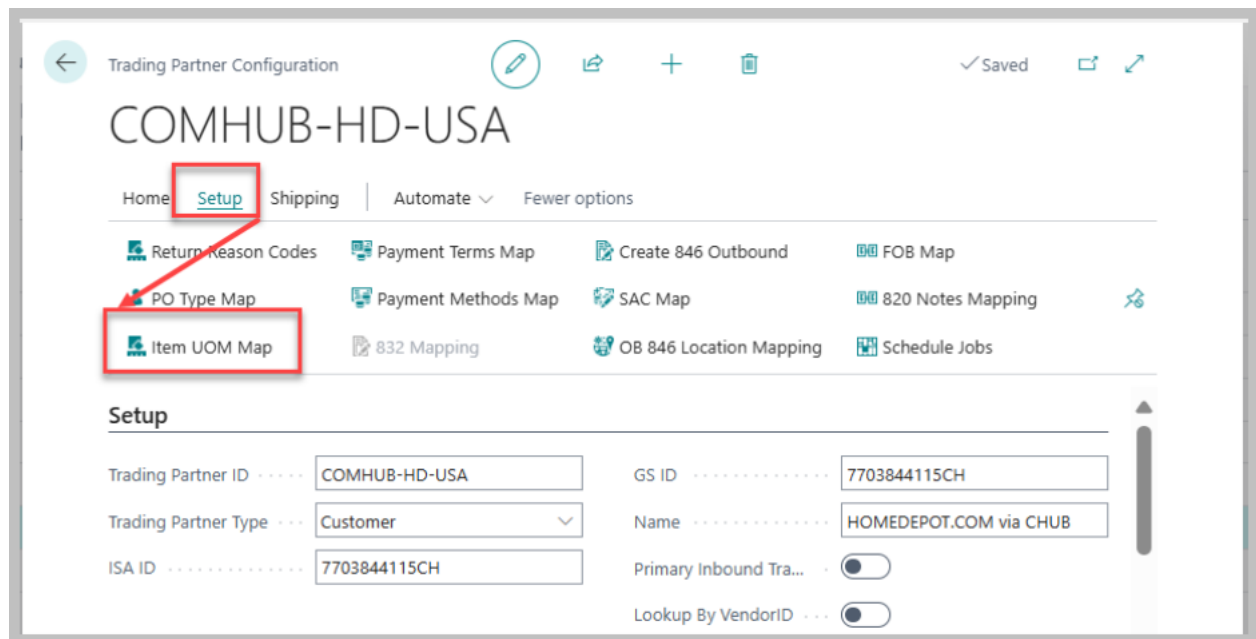 Trading Partner Configuration
Saved
COMHUB-HD-USA
Home Setup Shipping Automate Fewer options
Return Reason Codes Payment Terms Map Create 846 Outbound FOB Map
PO Type Map Payment Methods Map SAC Map 820 Notes Mapping
Item UOM Map 832 Mapping OB 846 Location Mapping Schedule Jobs
Setup
Trading Partner ID COMHUB-HD-USA GS ID 7703844115CH
Trading Partner Type Customer Name HOMEDEPOT.COM via CHUB
ISA ID 7703844115CH Primary Inbound Tra...
Lookup By VendorID